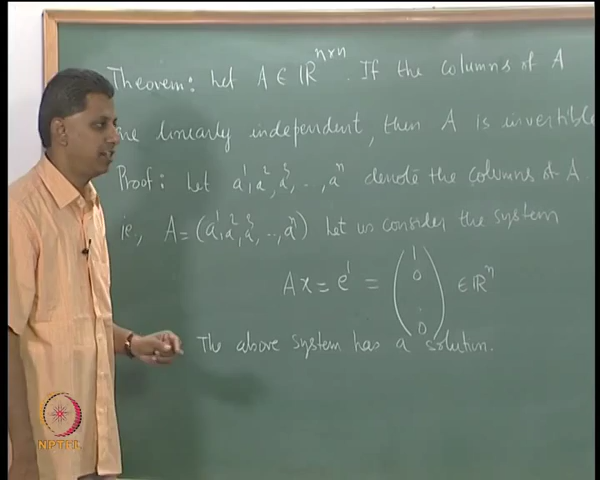 Theorem: Let A ∈ ℝⁿˣⁿ. If the columns of A
are linearly independent, then A is invertible
Proof: Let a¹, a², a³, .., aⁿ denote the columns of A.
ie., A = (a¹, a², a³, .., aⁿ) Let us consider the system
Ax = e¹ = (1 0 . 0) ∈ ℝⁿ
The above system has a solution.
NPTEL